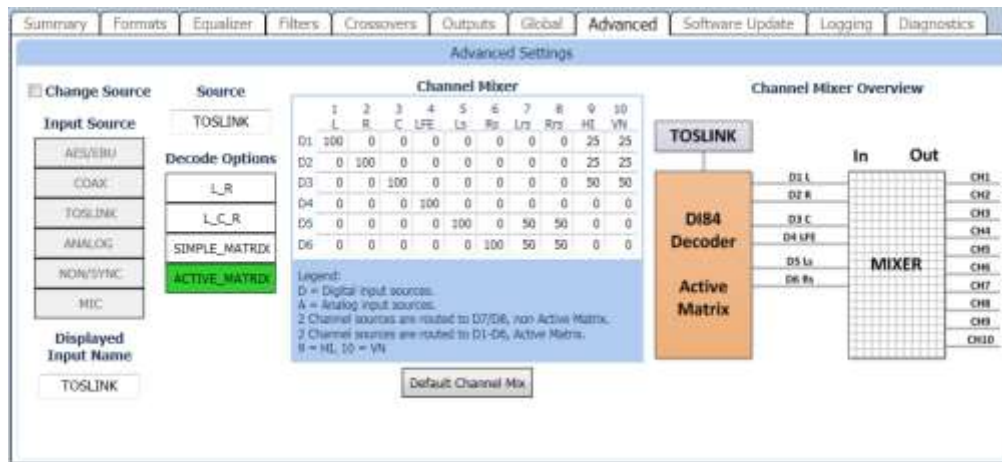 Summary Formats Equalizer Filters Crossovers Outputs Global Advanced Software Update Logging Diagnostics
Advanced Settings
Change Source
Input Source
AES/EBU
COAX
TOSLINK
ANALOG
NON/SYNC
MIC
Displayed
Input Name
TOSLINK
Source
TOSLINK
Decode Options
L_R
L_C_R
SIMPLE_MATRIX
ACTIVE_MATRIX
Channel Mixer
1 2 3 4 5 6 7 8 9 10
L R C LFE Ls Rs Lrs Rrs HI VN
D1 100 0 0 0 0 0 0 0 25 25
D2 0 100 0 0 0 0 0 0 25 25
D3 0 0 100 0 0 0 0 0 50 50
D4 0 0 0 100 0 0 0 0 0 0
D5 0 0 0 0 100 0 50 50 0 0
D6 0 0 0 0 0 100 50 50 0 0
Legend:
D = Digital input sources.
A = Analog input sources.
2 Channel sources are routed to D7/D8, non Active Matrix.
2 Channel sources are routed to D1-D6, Active Matrix.
9 = HI, 10 = VN
Default Channel Mix
Channel Mixer Overview
TOSLINK
DI84
Decoder
Active
Matrix
In Out
D1 L
D2 R
D3 C
D4 LFE
D5 Ls
D6 Rs
MIXER
CH1
CH2
CH3
CH4
CH5
CH6
CH7
CH8
CH9
CH10